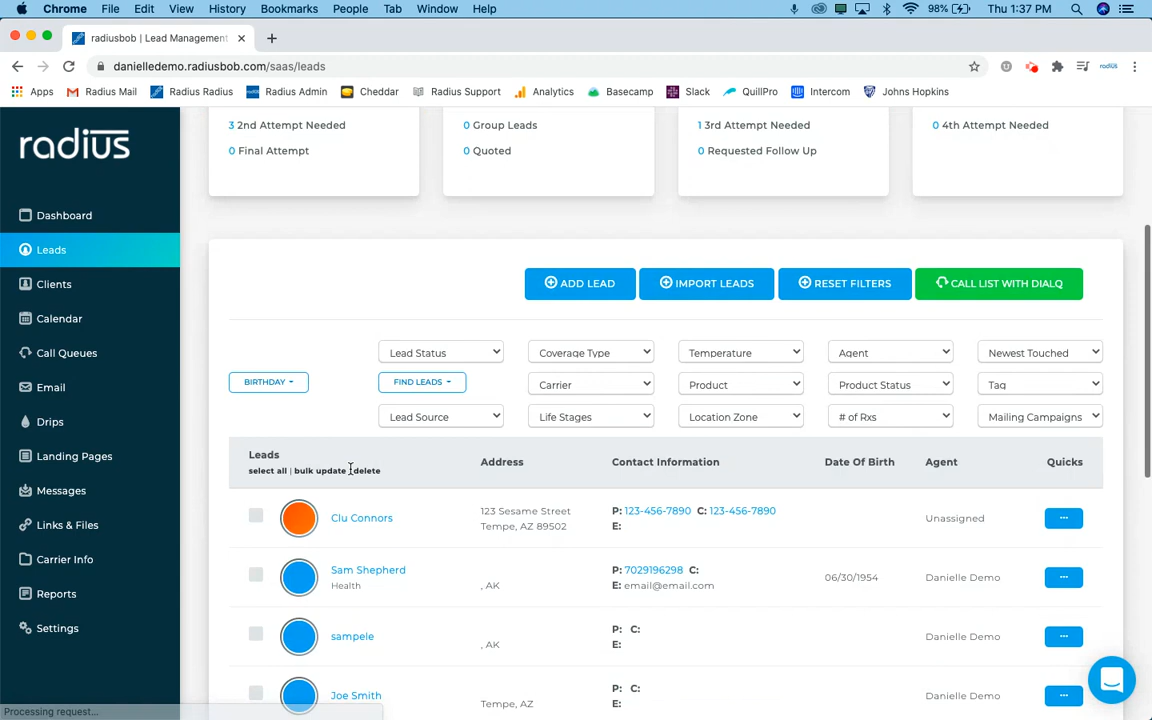 Chrome File Edit View History Bookmarks People Tab Window Help 98% Thu 1:37 PM
radiusbob | Lead Management
danielledemo.radiusbob.com/saas/leads
Apps Radius Mail Radius Radius Radius Admin Cheddar Radius Support Analytics Basecamp Slack QuillPro Intercom Johns Hopkins
radius
Dashboard
Leads
Clients
Calendar
Call Queues
Email
Drips
Landing Pages
Messages
Links & Files
Carrier Info
Reports
Settings
3 2nd Attempt Needed 0 Group Leads 1 3rd Attempt Needed 0 4th Attempt Needed
0 Final Attempt 0 Quoted 0 Requested Follow Up
ADD LEAD IMPORT LEADS RESET FILTERS CALL LIST WITH DIALQ
Lead Status Coverage Type Temperature Agent Newest Touched
BIRTHDAY FIND LEADS Carrier Product Product Status Tag
Lead Source Life Stages Location Zone # of Rxs Mailing Campaigns
Leads Address Contact Information Date Of Birth Agent Quicks
select all | bulk update | delete
Clu Connors 123 Sesame Street P: 123-456-7890 C: 123-456-7890 Unassigned ...
Tempe, AZ 89502 E:
Sam Shepherd P: 7029196298 C: 06/30/1954 Danielle Demo ...
Health , AK E: email@email.com
sampele P: C: Danielle Demo ...
, AK E:
Joe Smith P: C: Danielle Demo ...
Tempe, AZ E:
Processing request...